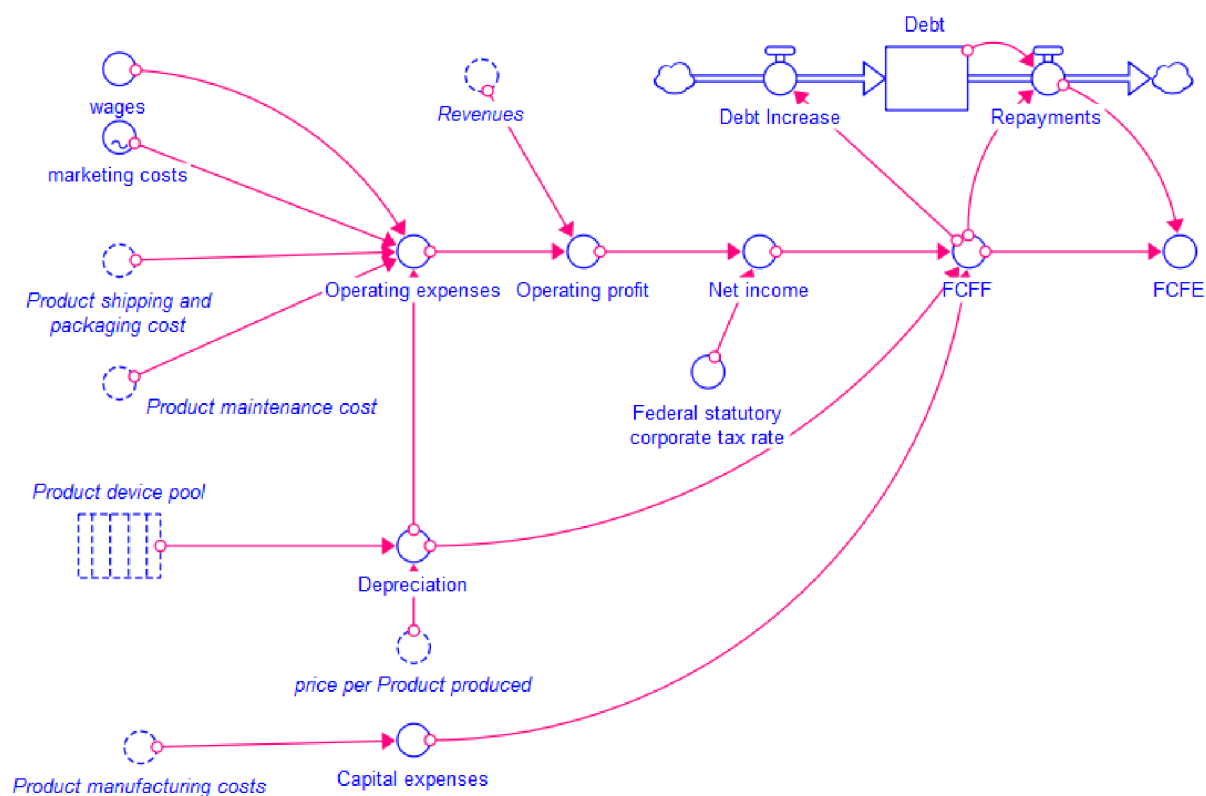 Debt
wages
Revenues
Debt Increase
Repayments
marketing costs
Operating expenses
Operating profit
Net income
FCFF
FCFE
Product shipping and
packaging cost
Product maintenance cost
Federal statutory
corporate tax rate
Product device pool
Depreciation
price per Product produced
Capital expenses
Product manufacturing costs